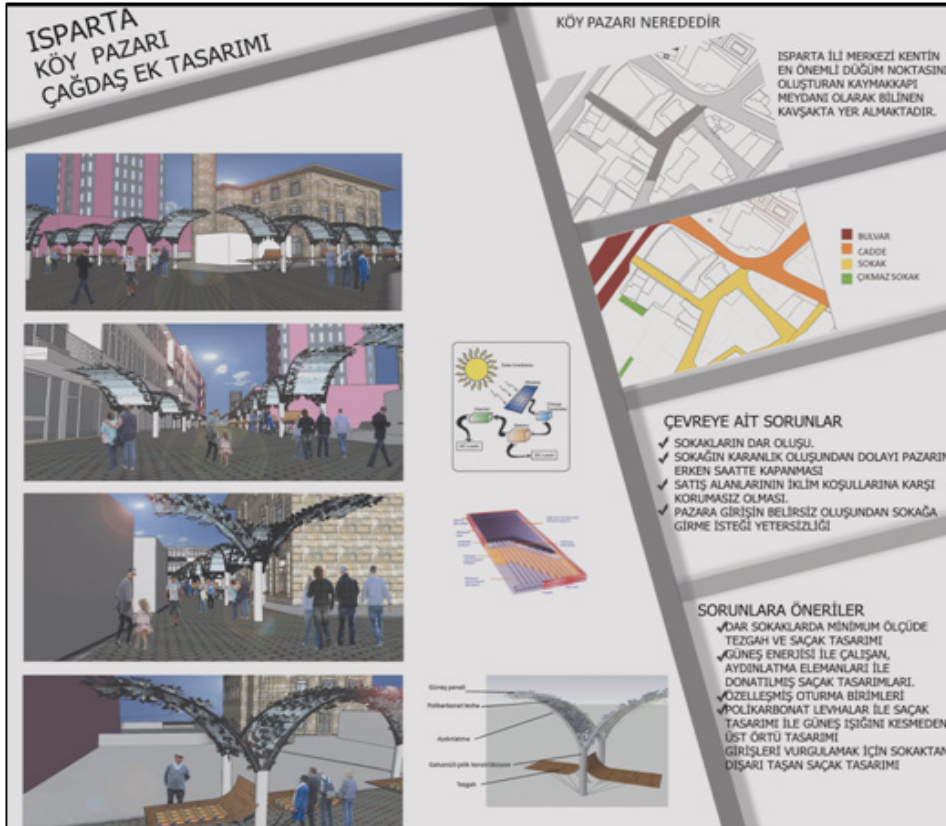 ISPARTA
KÖY PAZARI
ÇAĞDAŞ EK TASARIMI
KÖY PAZARI NEREDEDİR
ISPARTA İLİ MERKEZİ KENTİN
EN ÖNEMLİ DÜĞÜM NOKTASINI
OLUŞTURAN KAYMAKKAPI
MEYDANI OLARAK BİLİNEN
KAVŞAKTA YER ALMAKTADIR.
BULVAR
CADDE
SOKAK
ÇIKMAZ SOKAK
ÇEVREYE AİT SORUNLAR
SOKAKLARIN DAR OLUŞU.
SOKAĞIN KARANLIK OLUŞUNDAN DOLAYI PAZARIN
ERKEN SAATTE KAPANMASI
SATIŞ ALANLARININ İKLİM KOŞULLARINA KARŞI
KORUMASIZ OLMASI.
PAZARA GİRİŞİN BELİRSİZ OLUŞUNDAN SOKAĞA
GİRME İSTEĞİ YETERSİZLİĞİ
SORUNLARA ÖNERİLER
DAR SOKAKLARDA MİNİMUM ÖLÇÜDE
TEZGAH VE SAÇAK TASARIMI
GÜNEŞ ENERJİSİ İLE ÇALIŞAN,
AYDINLATMA ELEMANLARI İLE
DONATILMIŞ SAÇAK TASARIMLARI.
ÖZELLEŞMİŞ OTURMA BİRİMLERİ
POLİKARBONAT LEVHALAR İLE SAÇAK
TASARIMI İLE GÜNEŞ IŞIĞINI KESMEDEN
ÜST ÖRTÜ TASARIMI
GİRİŞLERİ VURGULAMAK İÇİN SOKAKTAN
DIŞARI TAŞAN SAÇAK TASARIMI
Güneş paneli
Polikarbonat levha
Aydınlatma
Galvanizli çelik konstrüksiyon
Tezgah